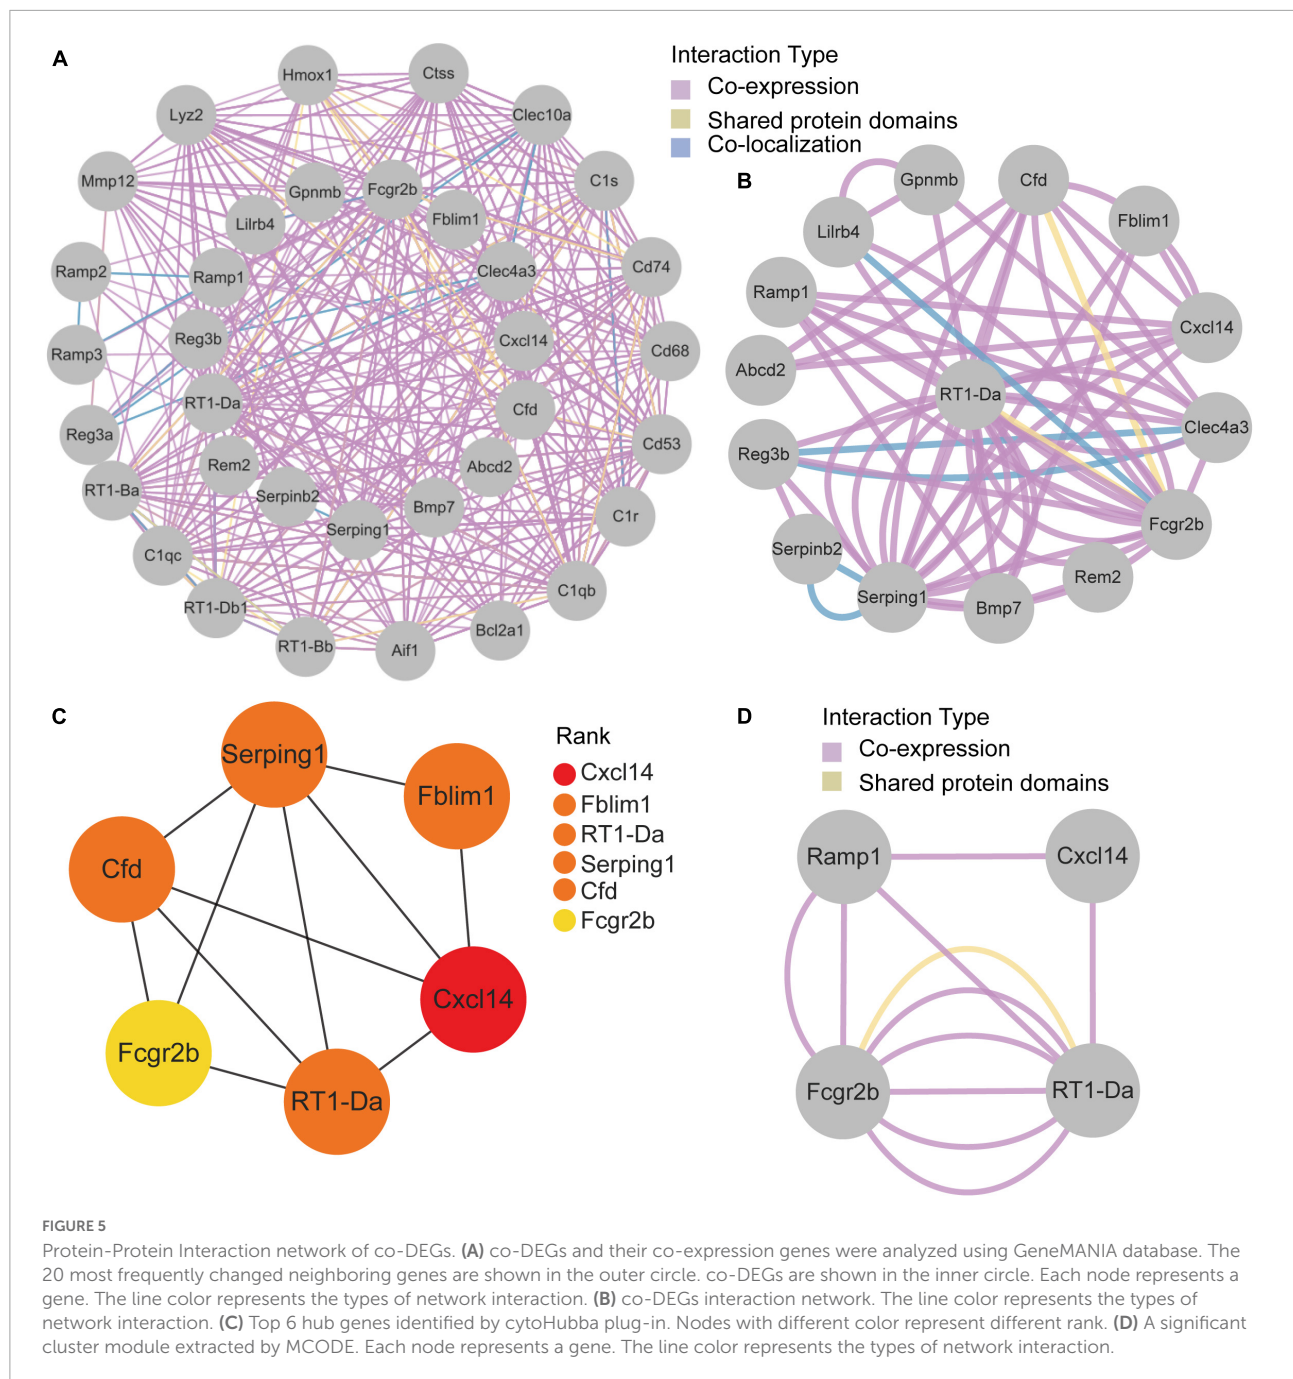 A
Interaction Type
Co-expression
Shared protein domains
Co-localization
Hmox1
Ctss
Lyz2
Clec10a
Mmp12
C1s
Gpnmb
Fcgr2b
Lilrb4
Fblim1
Ramp2
Ramp1
Clec4a3
Cd74
Ramp3
Reg3b
Cxcl14
Cd68
RT1-Da
Cfd
Reg3a
Cd53
Rem2
Abcd2
RT1-Ba
Serpinb2
Bmp7
C1r
Serping1
C1qc
C1qb
RT1-Db1
Bcl2a1
RT1-Bb
Aif1
B
Gpnmb
Cfd
Lilrb4
Fblim1
Ramp1
Cxcl14
Abcd2
RT1-Da
Clec4a3
Reg3b
Fcgr2b
Serpinb2
Rem2
Serping1
Bmp7
C
Serping1
Fblim1
Cfd
Cxcl14
Fcgr2b
RT1-Da
Rank
Cxcl14
Fblim1
RT1-Da
Serping1
Cfd
Fcgr2b
D
Interaction Type
Co-expression
Shared protein domains
Ramp1
Cxcl14
Fcgr2b
RT1-Da
FIGURE 5
Protein-Protein Interaction network of co-DEGs. (A) co-DEGs and their co-expression genes were analyzed using GeneMANIA database. The
20 most frequently changed neighboring genes are shown in the outer circle. co-DEGs are shown in the inner circle. Each node represents a
gene. The line color represents the types of network interaction. (B) co-DEGs interaction network. The line color represents the types of
network interaction. (C) Top 6 hub genes identified by cytoHubba plug-in. Nodes with different color represent different rank. (D) A significant
cluster module extracted by MCODE. Each node represents a gene. The line color represents the types of network interaction.